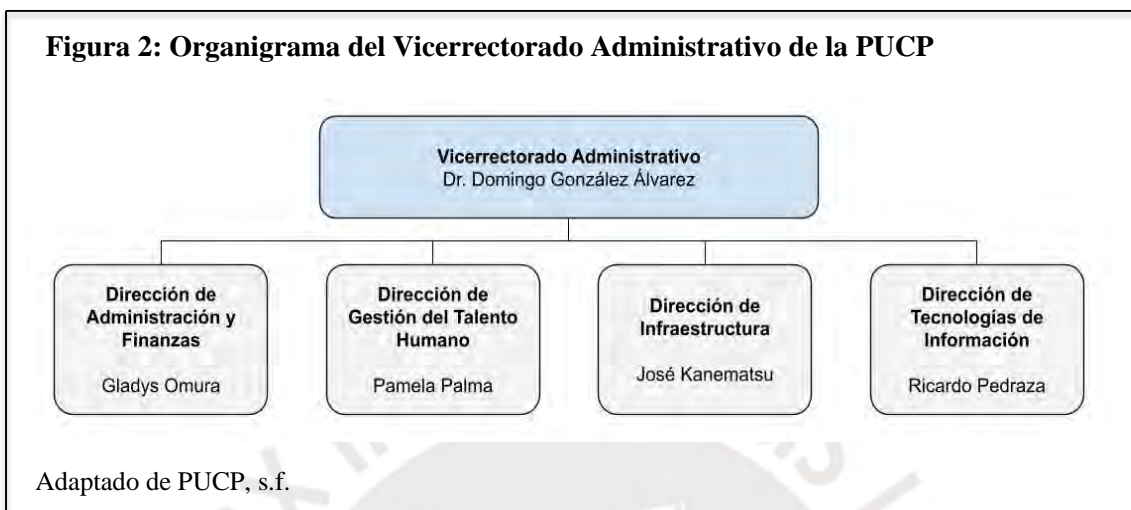 Figura 2: Organigrama del Vicerrectorado Administrativo de la PUCP
Vicerrectorado Administrativo
Dr. Domingo González Álvarez
Dirección de
Administración y
Finanzas
Gladys Omura
Dirección de
Gestión del Talento
Humano
Pamela Palma
Dirección de
Infraestructura
José Kanematsu
Dirección de
Tecnologías de
Información
Ricardo Pedraza
Adaptado de PUCP, s.f.